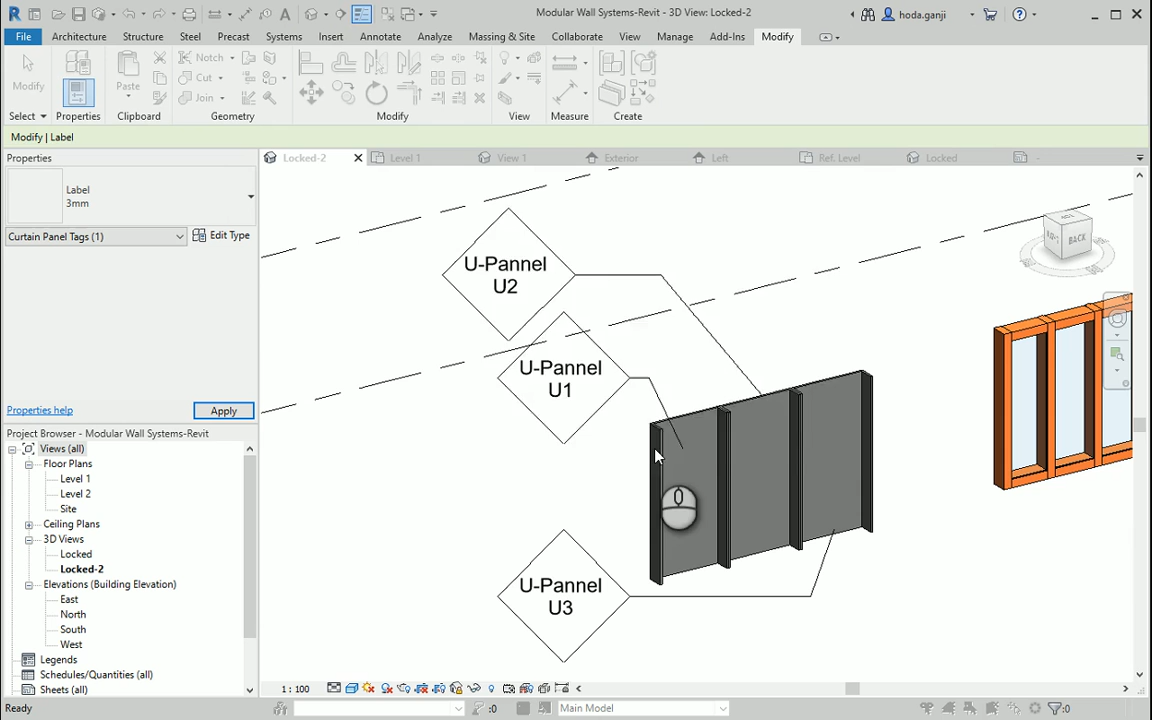 Modular Wall Systems-Revit - 3D View: Locked-2
hoda.ganji
File Architecture Structure Steel Precast Systems Insert Annotate Analyze Massing & Site Collaborate View Manage Add-Ins Modify
Modify
Paste
Notch
Cut
Join
Select Properties Clipboard Geometry Modify View Measure Create
Modify | Label
Properties
Locked-2 Level 1 View 1 Exterior Left Ref. Level Locked -
Label
3mm
Curtain Panel Tags (1) Edit Type
Properties help Apply
Project Browser - Modular Wall Systems-Revit
Views (all)
Floor Plans
Level 1
Level 2
Site
Ceiling Plans
3D Views
Locked
Locked-2
Elevations (Building Elevation)
East
North
South
West
Legends
Schedules/Quantities (all)
Sheets (all)
U-Pannel
U2
U-Pannel
U1
U-Pannel
U3
0
BACK
1 : 100
Ready
:0
Main Model
:0